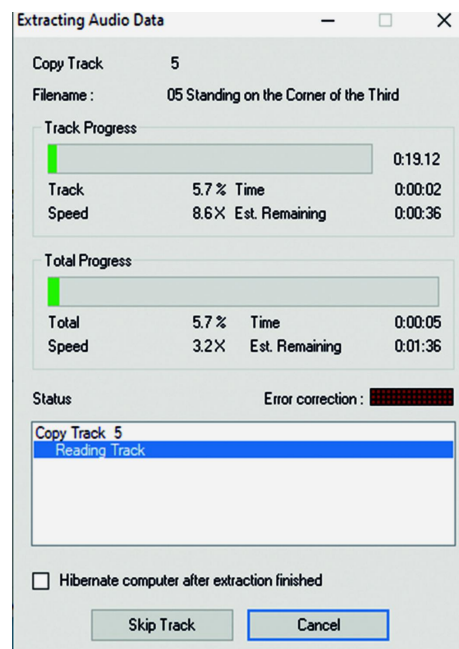 Extracting Audio Data
Copy Track 5
Filename : 05 Standing on the Corner of the Third
Track Progress
0:19.12
Track 5.7 % Time 0:00:02
Speed 8.6X Est. Remaining 0:00:36
Total Progress
Total 5.7 % Time 0:00:05
Speed 3.2X Est. Remaining 0:01:36
Status Error correction :
Copy Track 5
Reading Track
Hibernate computer after extraction finished
Skip Track Cancel